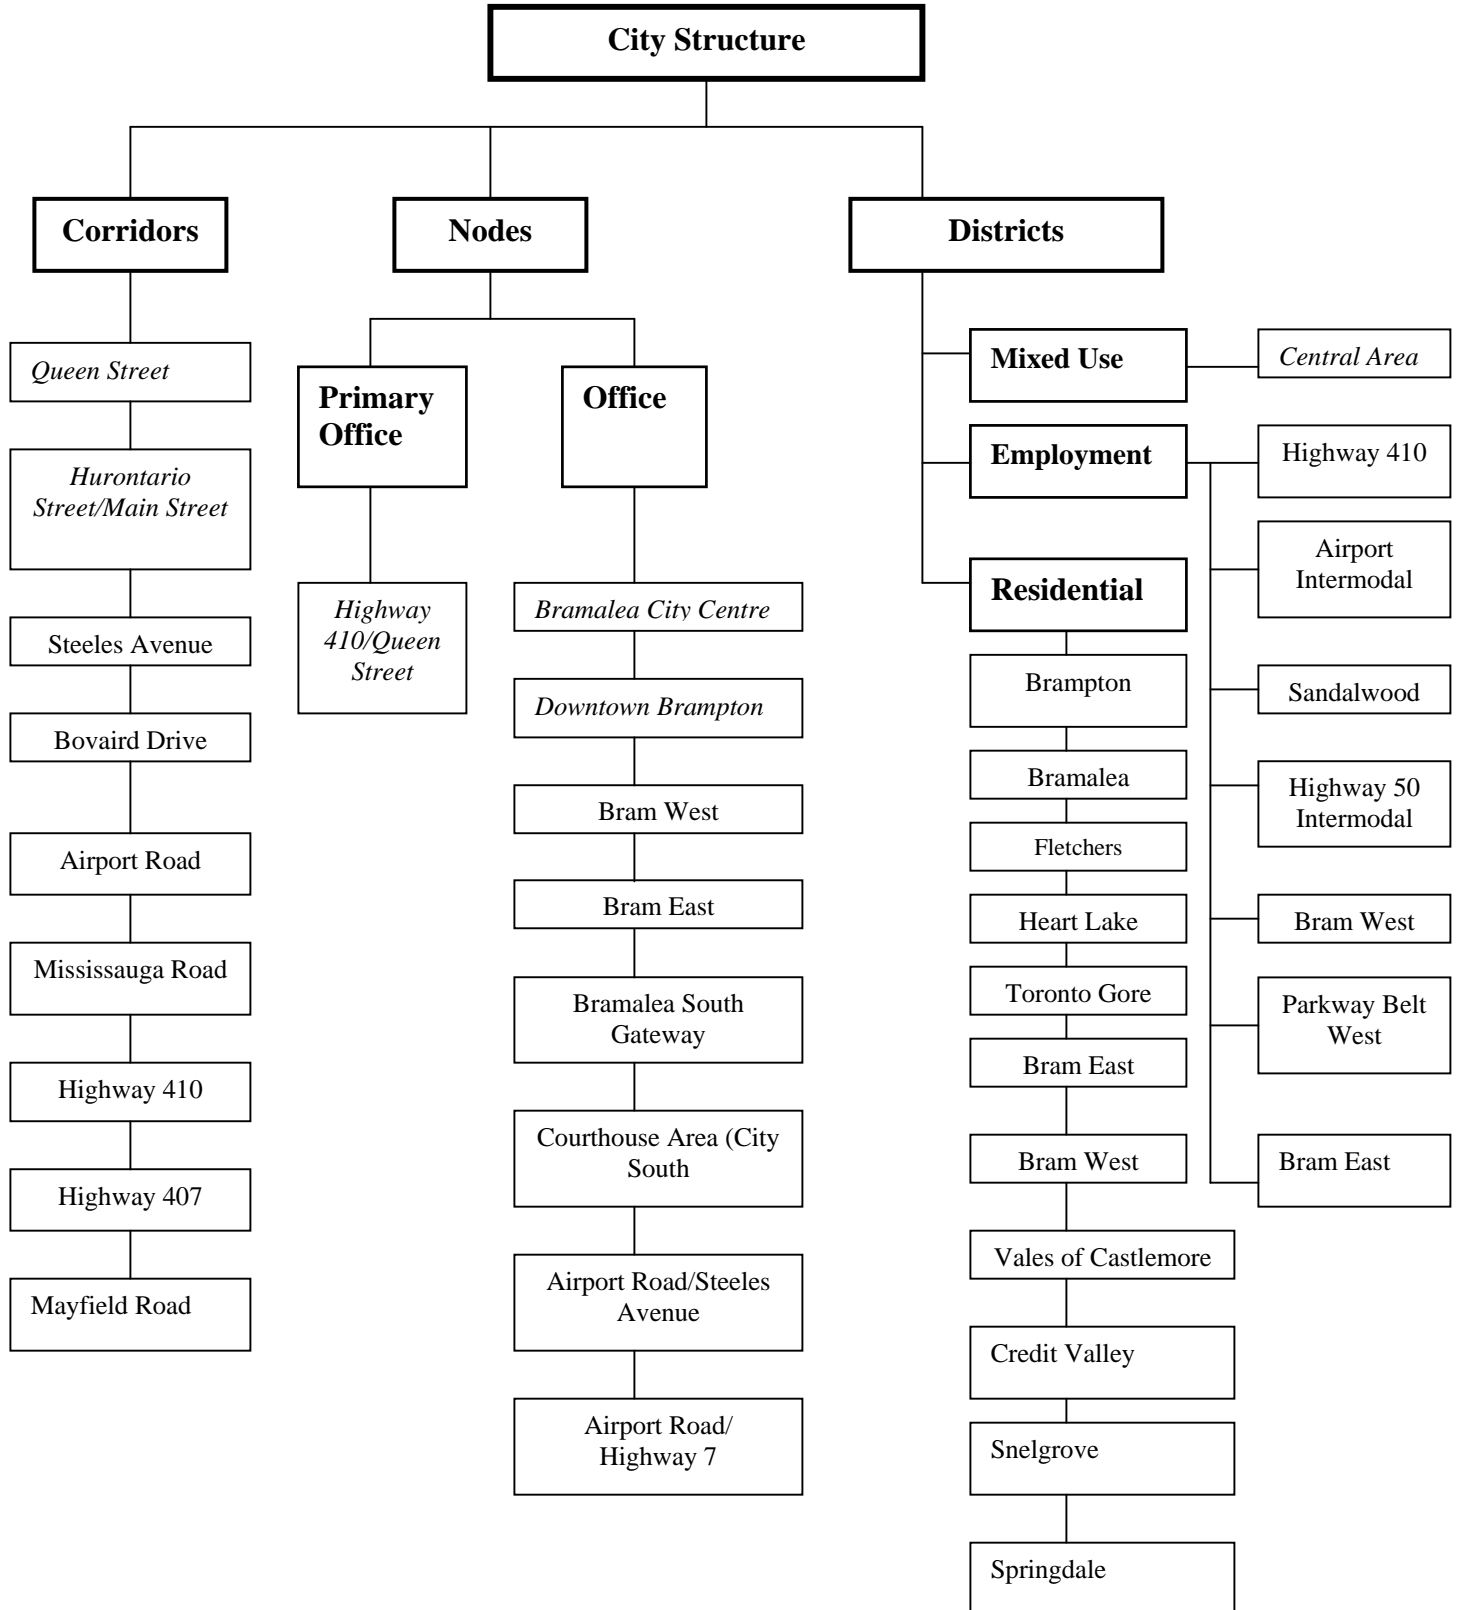 City Structure
Corridors
Nodes
Districts
Queen Street
Hurontario
Street/Main Street
Steeles Avenue
Bovaird Drive
Airport Road
Mississauga Road
Highway 410
Highway 407
Mayfield Road
Primary
Office
Highway
410/Queen
Street
Office
Bramalea City Centre
Downtown Brampton
Bram West
Bram East
Bramalea South
Gateway
Courthouse Area (City
South
Airport Road/Steeles
Avenue
Airport Road/
Highway 7
Mixed Use
Central Area
Employment
Highway 410
Airport
Intermodal
Sandalwood
Highway 50
Intermodal
Bram West
Parkway Belt
West
Bram East
Residential
Brampton
Bramalea
Fletchers
Heart Lake
Toronto Gore
Bram East
Bram West
Vales of Castlemore
Credit Valley
Snelgrove
Springdale